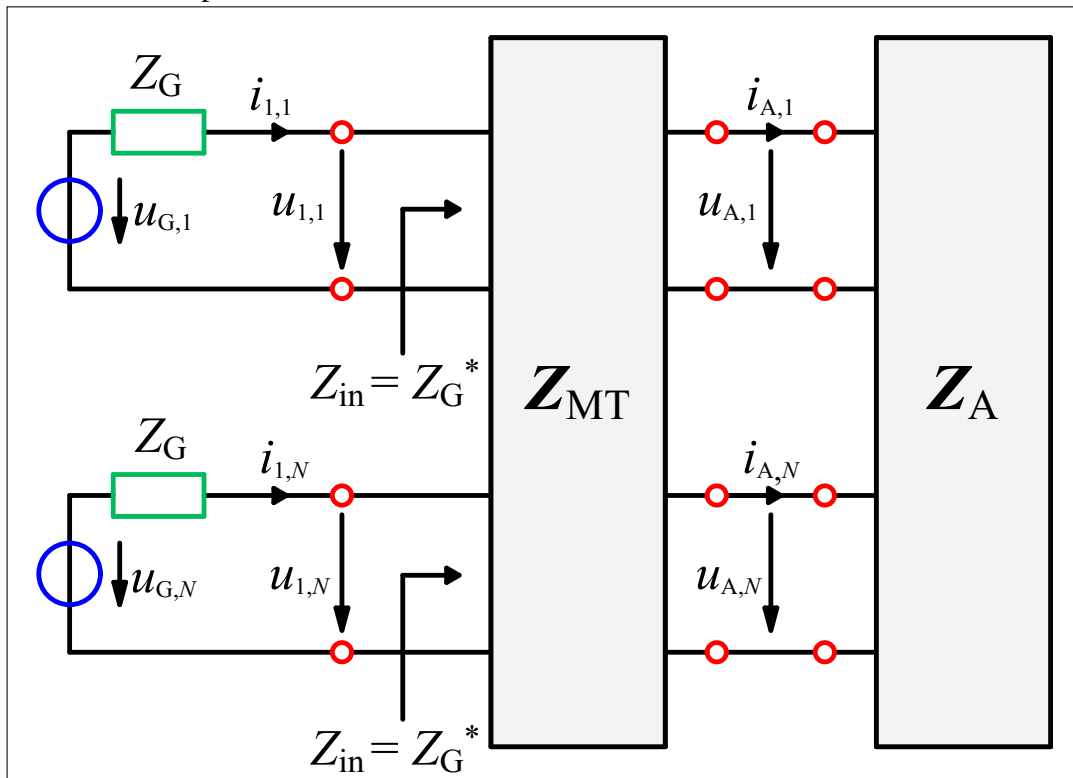 Z_G i_{1,1} i_{A,1}
u_{G,1} u_{1,1} u_{A,1}
Z_in = Z_G^* Z_MT Z_A
Z_G i_{1,N} i_{A,N}
u_{G,N} u_{1,N} u_{A,N}
Z_in = Z_G^*